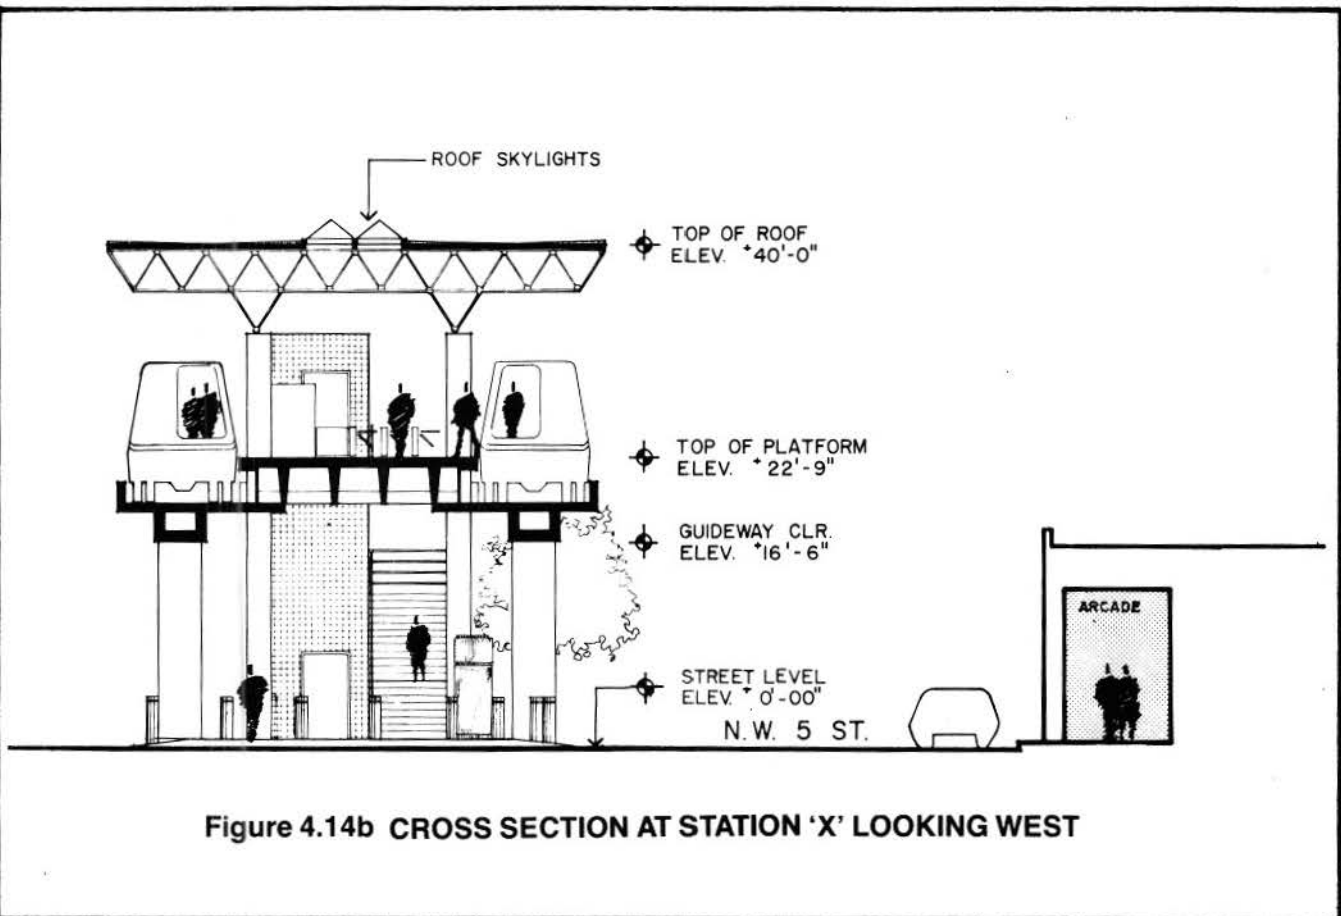 ROOF SKYLIGHTS
TOP OF ROOF
ELEV. +40'-0"
TOP OF PLATFORM
ELEV. +22'-9"
GUIDEWAY CLR.
ELEV. +16'-6"
ARCADE
STREET LEVEL
ELEV. + 0'-00"
N.W. 5 ST.
Figure 4.14b CROSS SECTION AT STATION 'X' LOOKING WEST